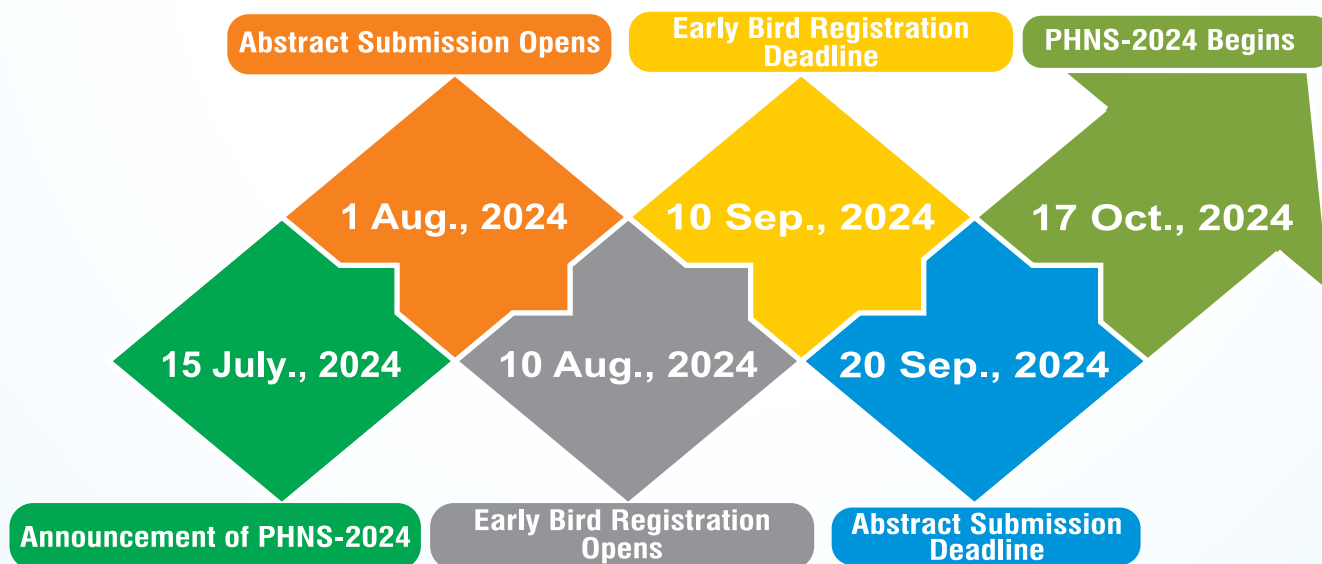 Abstract Submission Opens
Early Bird Registration
Deadline
PHNS-2024 Begins
1 Aug., 2024
10 Sep., 2024
17 Oct., 2024
15 July., 2024
10 Aug., 2024
20 Sep., 2024
Announcement of PHNS-2024
Early Bird Registration
Opens
Abstract Submission
Deadline